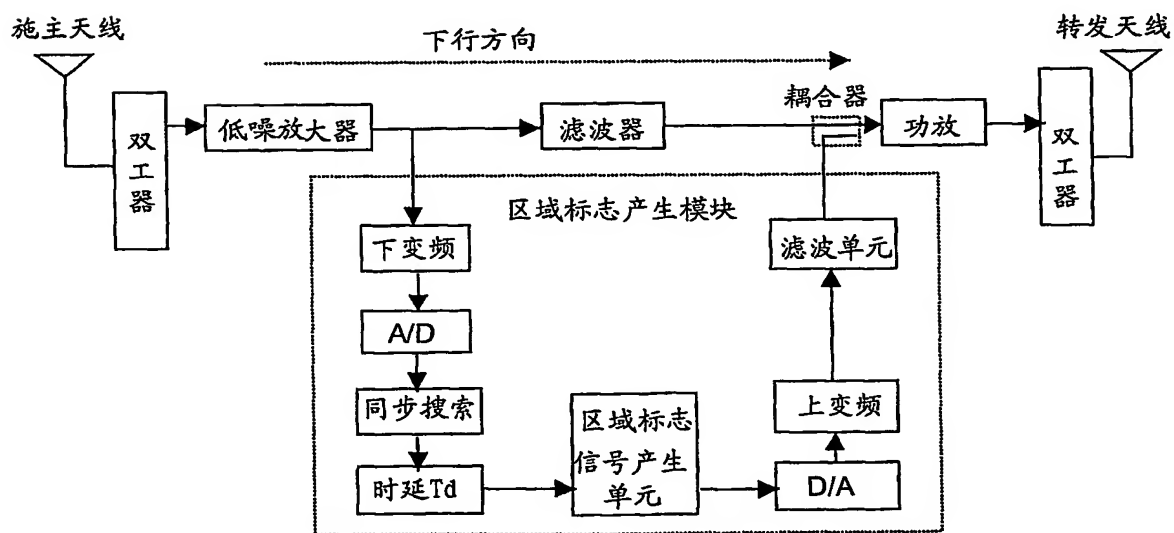 施主天线
下行方向
转发天线
双工器
低噪放大器
滤波器
耦合器
功放
双工器
区域标志产生模块
下变频
滤波单元
A/D
同步搜索
区域标志
信号产生
单元
上变频
时延Td
D/A